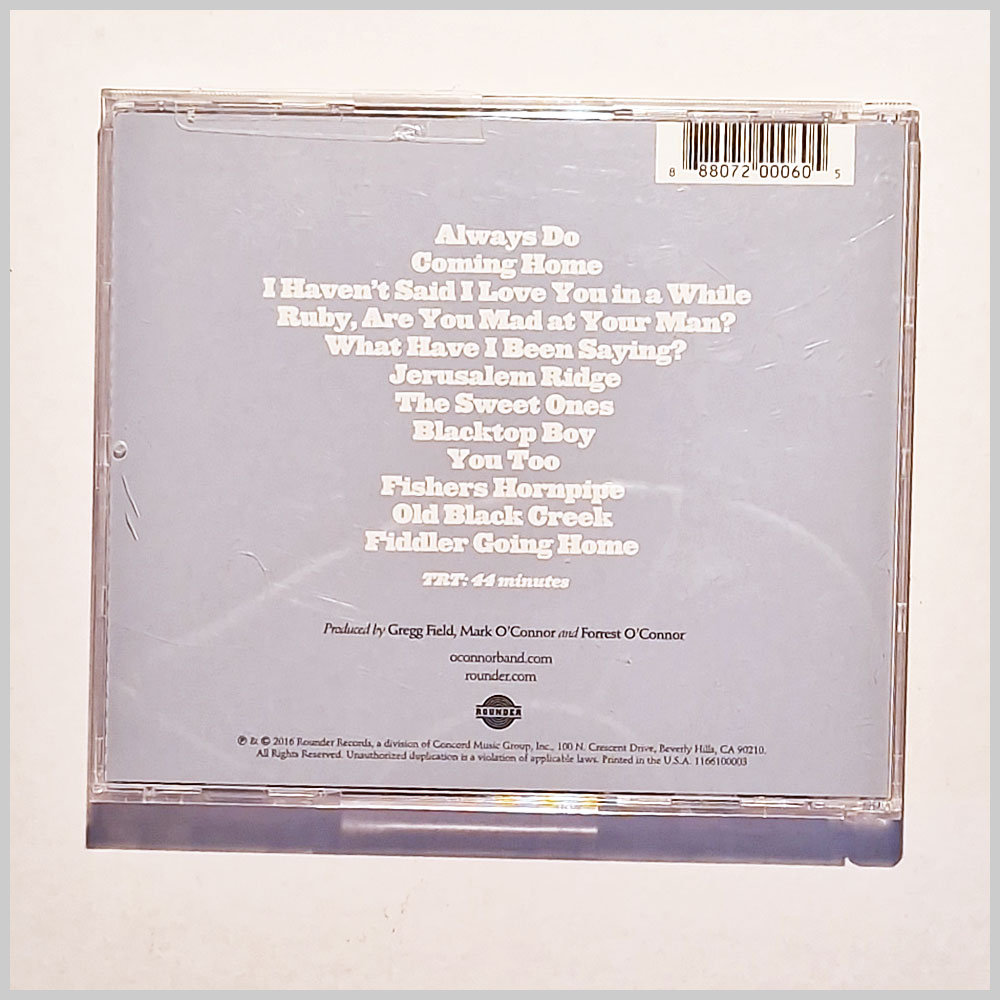 8 88072 00060 5
Always Do
Coming Home
I Haven't Said I Love You in a While
Ruby, Are You Mad at Your Man?
What Have I Been Saying?
Jerusalem Ridge
The Sweet Ones
Blacktop Boy
You Too
Fishers Hornpipe
Old Black Creek
Fiddler Going Home
TRT: 44 minutes
Produced by Gregg Field, Mark O'Connor and Forrest O'Connor
oconnorband.com
rounder.com
ROUNDER
℗ & © 2016 Rounder Records, a division of Concord Music Group, Inc., 100 N. Crescent Drive, Beverly Hills, CA 90210.
All Rights Reserved. Unauthorized duplication is a violation of applicable laws. Printed in the U.S.A. 1166100003